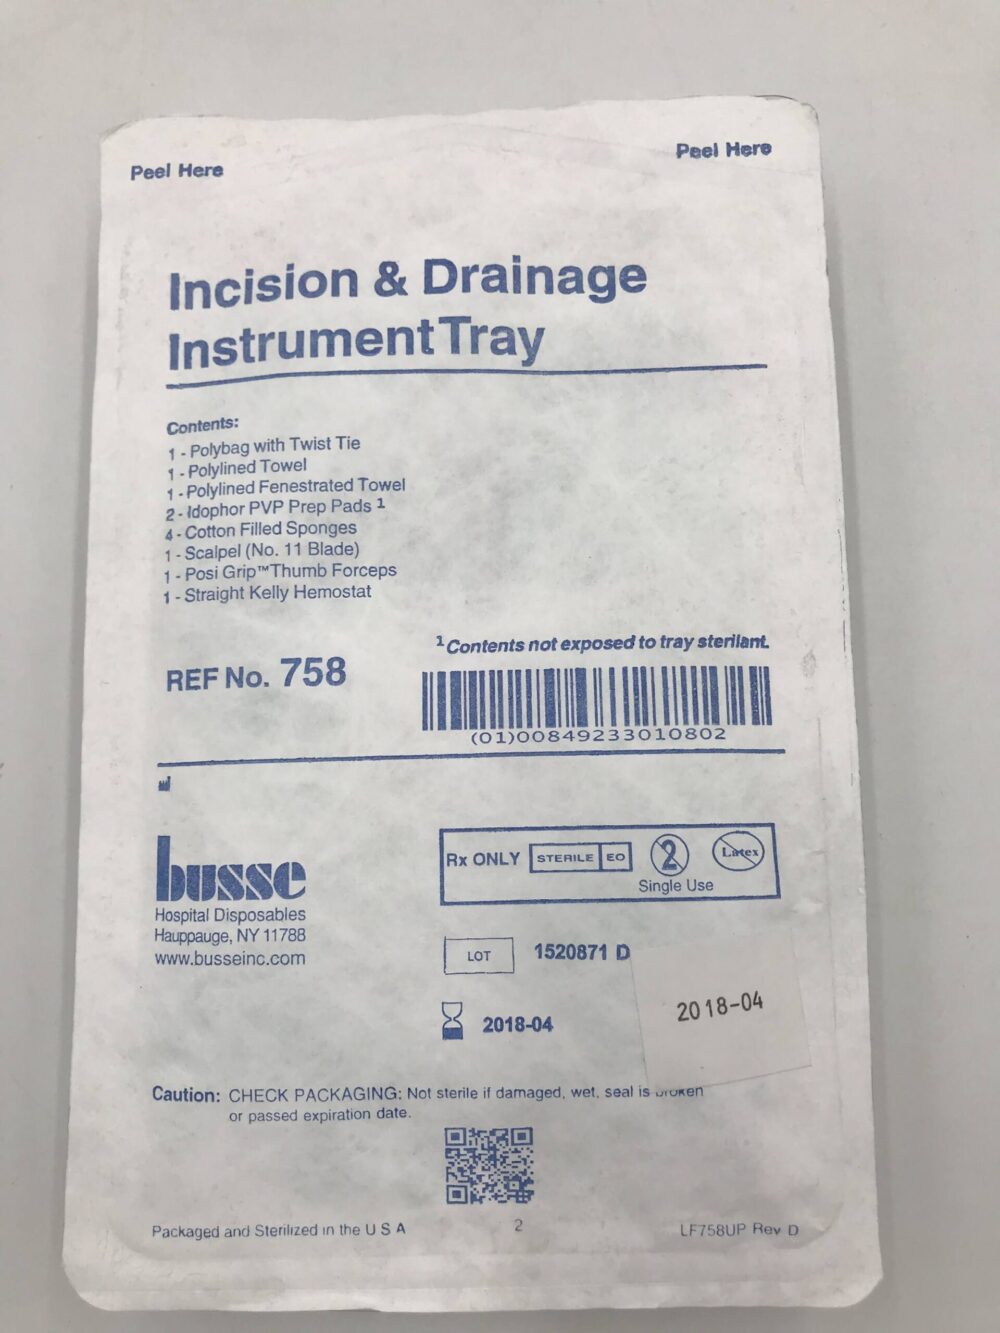 Peel Here
Peel Here
Incision & Drainage
Instrument Tray
Contents:
1 - Polybag with Twist Tie
1 - Polylined Towel
1 - Polylined Fenestrated Towel
2 - Idophor PVP Prep Pads 1
4 - Cotton Filled Sponges
1 - Scalpel (No. 11 Blade)
1 - Posi Grip™ Thumb Forceps
1 - Straight Kelly Hemostat
1 Contents not exposed to tray sterilant.
REF No. 758
(01)00849233010802
busse
Hospital Disposables
Hauppauge, NY 11788
www.busseinc.com
Rx ONLY STERILE EO 2 Latex
Single Use
LOT 1520871 D
2018-04
2018-04
Caution: CHECK PACKAGING: Not sterile if damaged, wet, seal is broken
or passed expiration date.
Packaged and Sterilized in the U S A 2 LF758UP Rev D